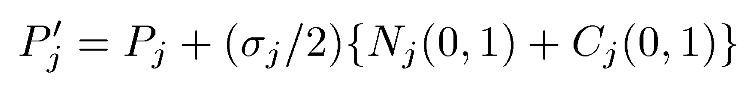 P′_j = P_j + (σ_j/2){N_j(0, 1) + C_j(0, 1)}